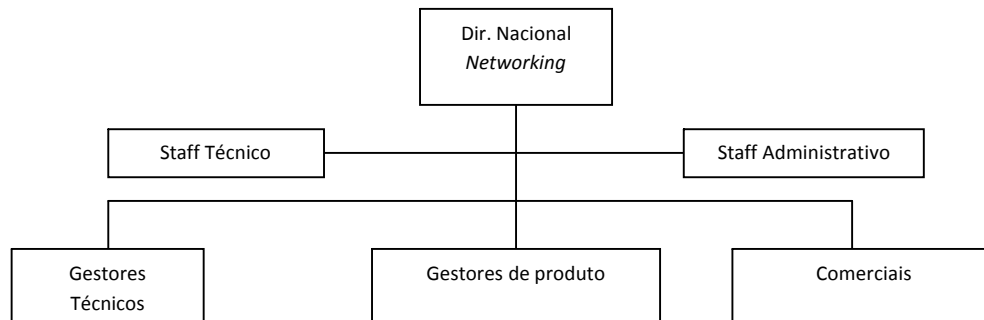 Dir. Nacional
Networking
Staff Técnico
Staff Administrativo
Gestores
Técnicos
Gestores de produto
Comerciais